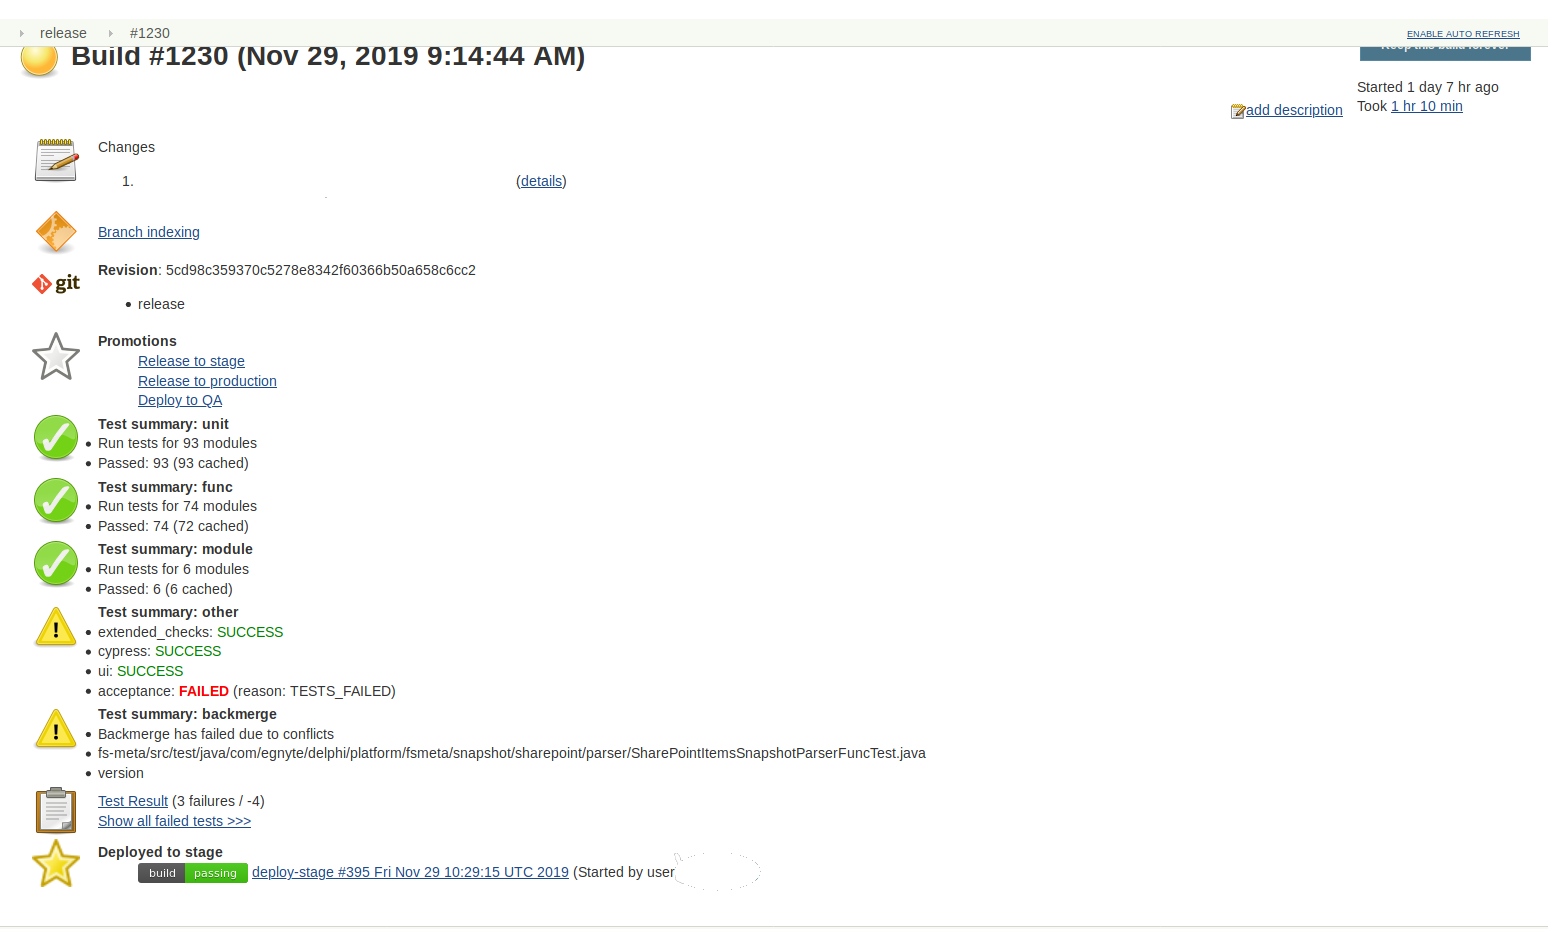 release #1230 ENABLE AUTO REFRESH
Build #1230 (Nov 29, 2019 9:14:44 AM)
Keep this build forever
Started 1 day 7 hr ago
Took 1 hr 10 min
add description
Changes
1. (details)
Branch indexing
git
Revision: 5cd98c359370c5278e8342f60366b50a658c6cc2
release
Promotions
Release to stage
Release to production
Deploy to QA
Test summary: unit
Run tests for 93 modules
Passed: 93 (93 cached)
Test summary: func
Run tests for 74 modules
Passed: 74 (72 cached)
Test summary: module
Run tests for 6 modules
Passed: 6 (6 cached)
Test summary: other
extended_checks: SUCCESS
cypress: SUCCESS
ui: SUCCESS
acceptance: FAILED (reason: TESTS_FAILED)
Test summary: backmerge
Backmerge has failed due to conflicts
fs-meta/src/test/java/com/egnyte/delphi/platform/fsmeta/snapshot/sharepoint/parser/SharePointItemsSnapshotParserFuncTest.java
version
Test Result (3 failures / -4)
Show all failed tests >>>
Deployed to stage
build passing deploy-stage #395 Fri Nov 29 10:29:15 UTC 2019 (Started by user